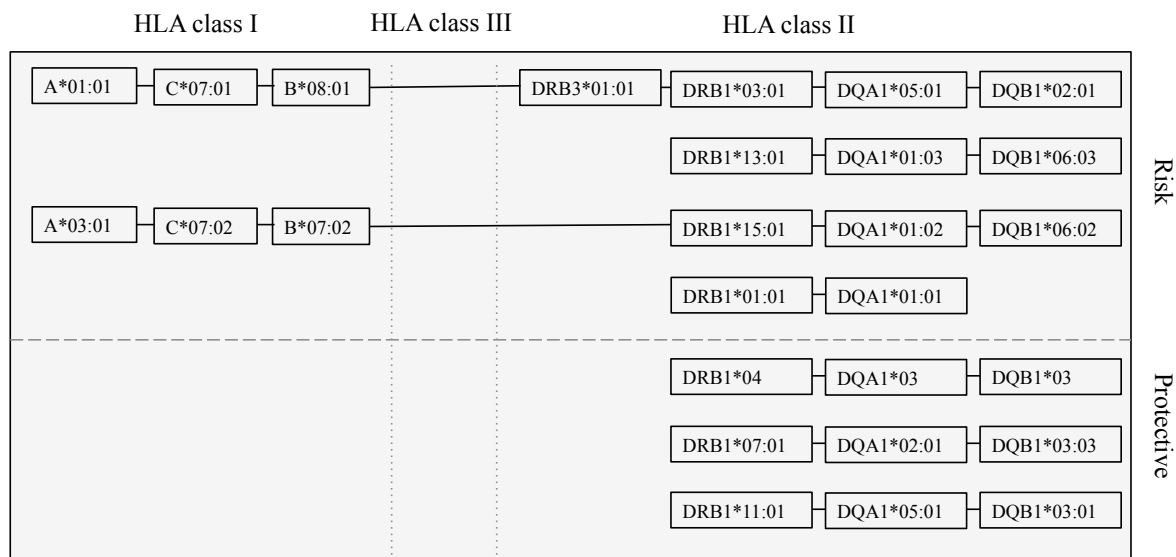 HLA class I HLA class III HLA class II
A*01:01 C*07:01 B*08:01 DRB3*01:01 DRB1*03:01 DQA1*05:01 DQB1*02:01
DRB1*13:01 DQA1*01:03 DQB1*06:03
A*03:01 C*07:02 B*07:02 DRB1*15:01 DQA1*01:02 DQB1*06:02
DRB1*01:01 DQA1*01:01
Risk
DRB1*04 DQA1*03 DQB1*03
DRB1*07:01 DQA1*02:01 DQB1*03:03
DRB1*11:01 DQA1*05:01 DQB1*03:01
Protective